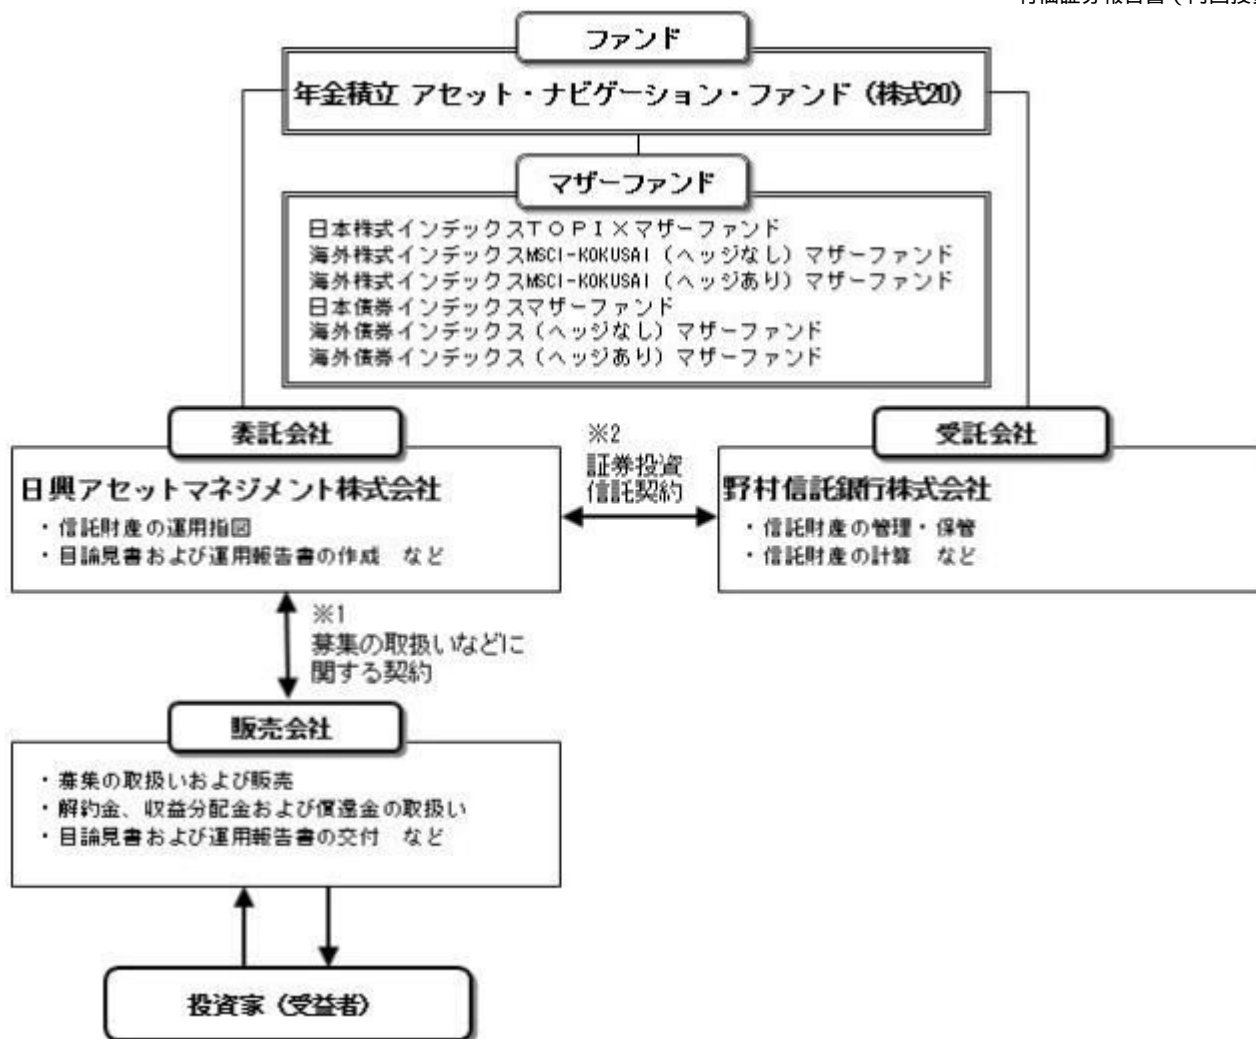 ファンド
年金積立 アセット・ナビゲーション・ファンド（株式20）
マザーファンド
日本株式インデックスＴＯＰＩＸマザーファンド
海外株式インデックスMSCI-KOKUSAI（ヘッジなし）マザーファンド
海外株式インデックスMSCI-KOKUSAI（ヘッジあり）マザーファンド
日本債券インデックスマザーファンド
海外債券インデックス（ヘッジなし）マザーファンド
海外債券インデックス（ヘッジあり）マザーファンド
委託会社
日興アセットマネジメント株式会社
・信託財産の運用指図
・目論見書および運用報告書の作成　など
※2
証券投資
信託契約
受託会社
野村信託銀行株式会社
・信託財産の管理・保管
・信託財産の計算　など
※1
募集の取扱いなどに
関する契約
販売会社
・募集の取扱いおよび販売
・解約金、収益分配金および償還金の取扱い
・目論見書および運用報告書の交付　など
投資家（受益者）